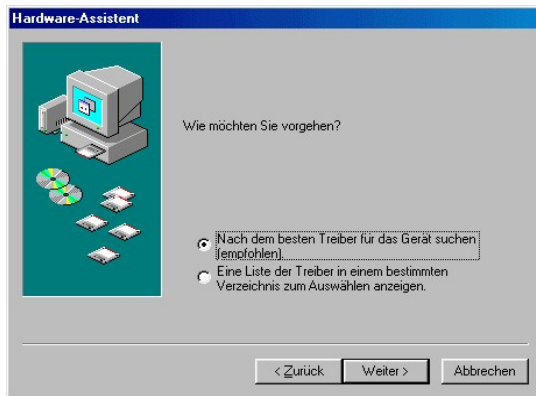 Hardware-Assistent
Wie möchten Sie vorgehen?
Nach dem besten Treiber für das Gerät suchen
(empfohlen).
Eine Liste der Treiber in einem bestimmten
Verzeichnis zum Auswählen anzeigen.
< Zurück
Weiter >
Abbrechen